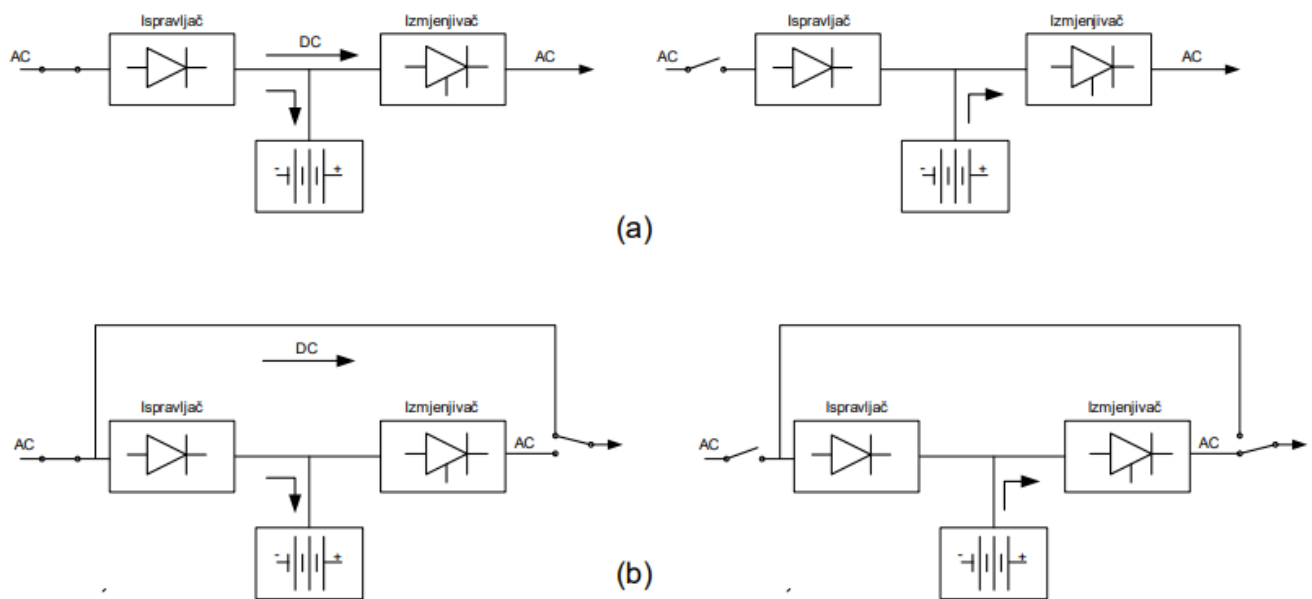 Ispravljač
Izmjenjivač
AC
DC
AC
- +
Ispravljač
Izmjenjivač
AC
AC
- +
(a)
DC
Ispravljač
Izmjenjivač
AC
AC
- +
Ispravljač
Izmjenjivač
AC
AC
- +
(b)